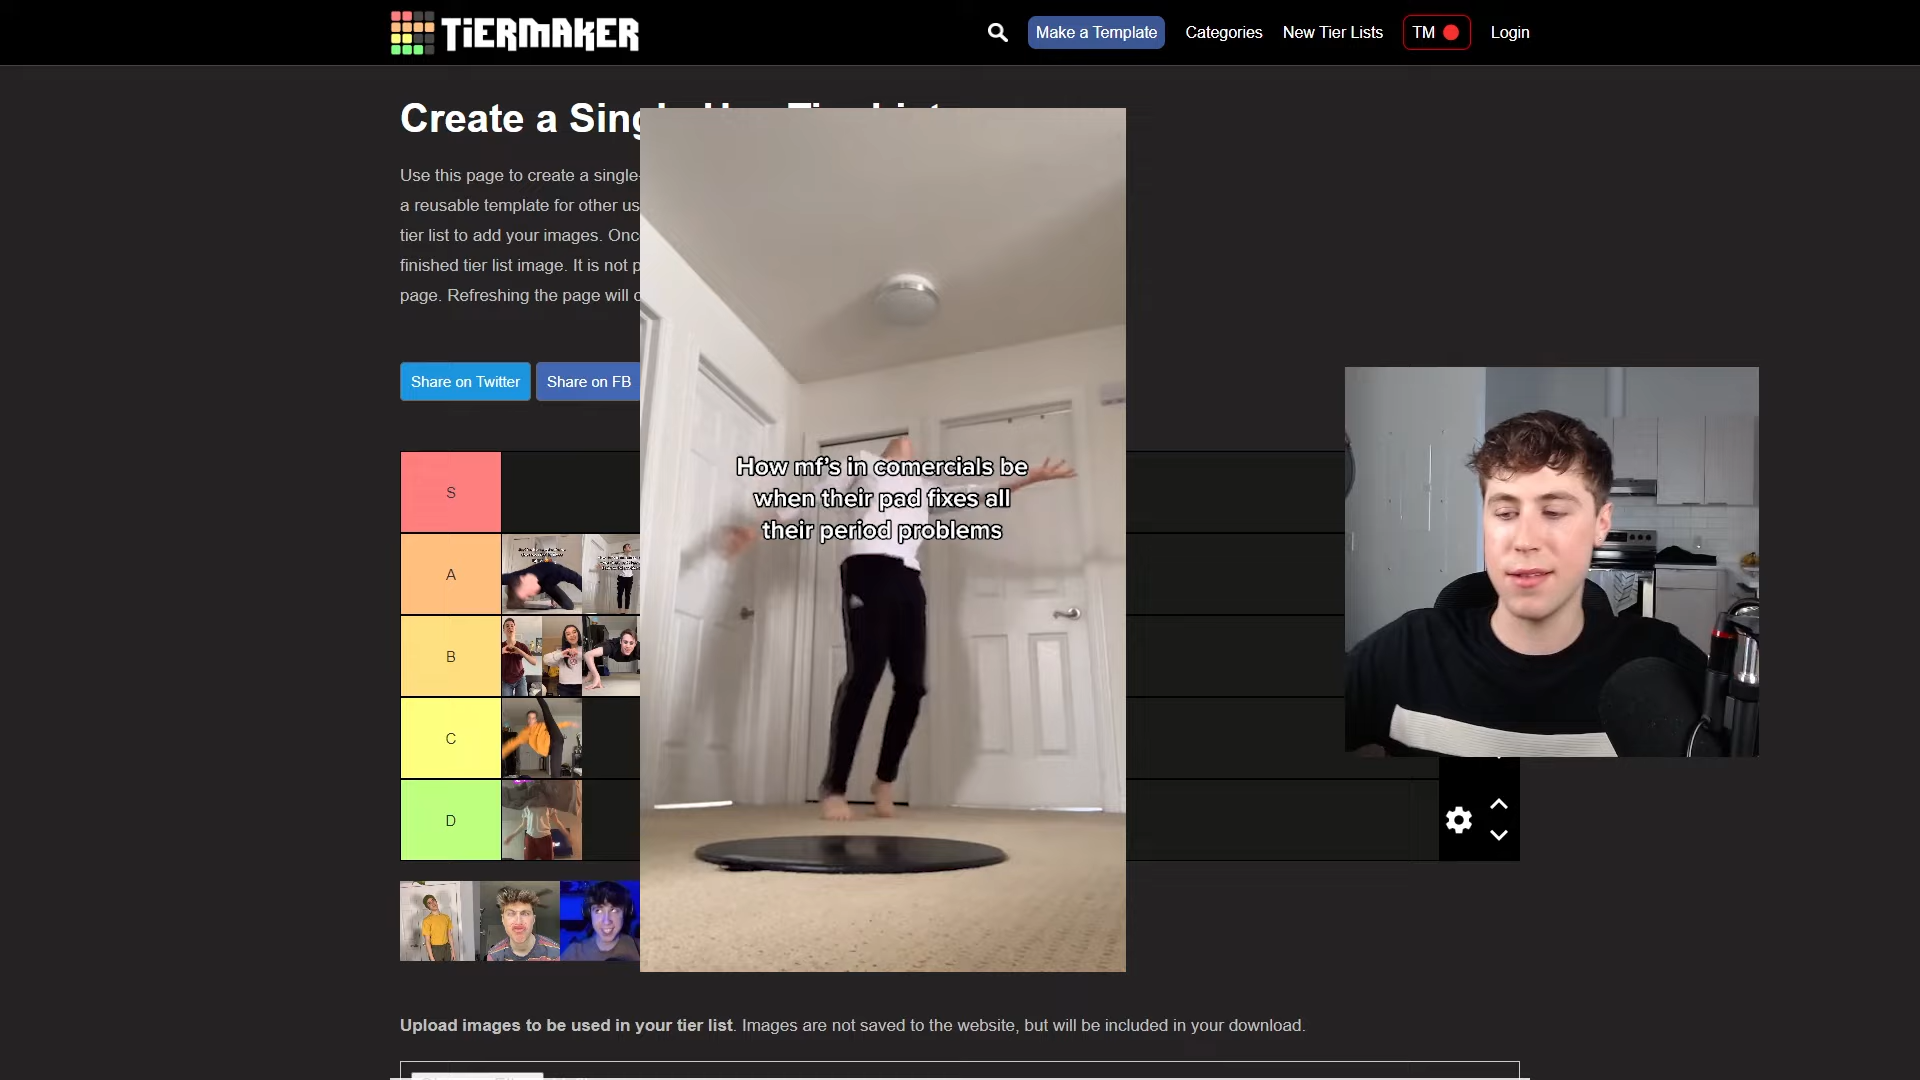 TiERMAKER
Make a Template
Categories
New Tier Lists
TM
Login
Create a
Use this page to create a single-
a reusable template for other
tier list to add your images.
finished tier list image. It is not
page. Refreshing the page will
Share on Twitter
Share on FB
How mf's in comercials be
when their pad fixes all
their period problems
S
A
B
C
D
Upload images to be used in your tier list. Images are not saved to the website, but will be included in your download.